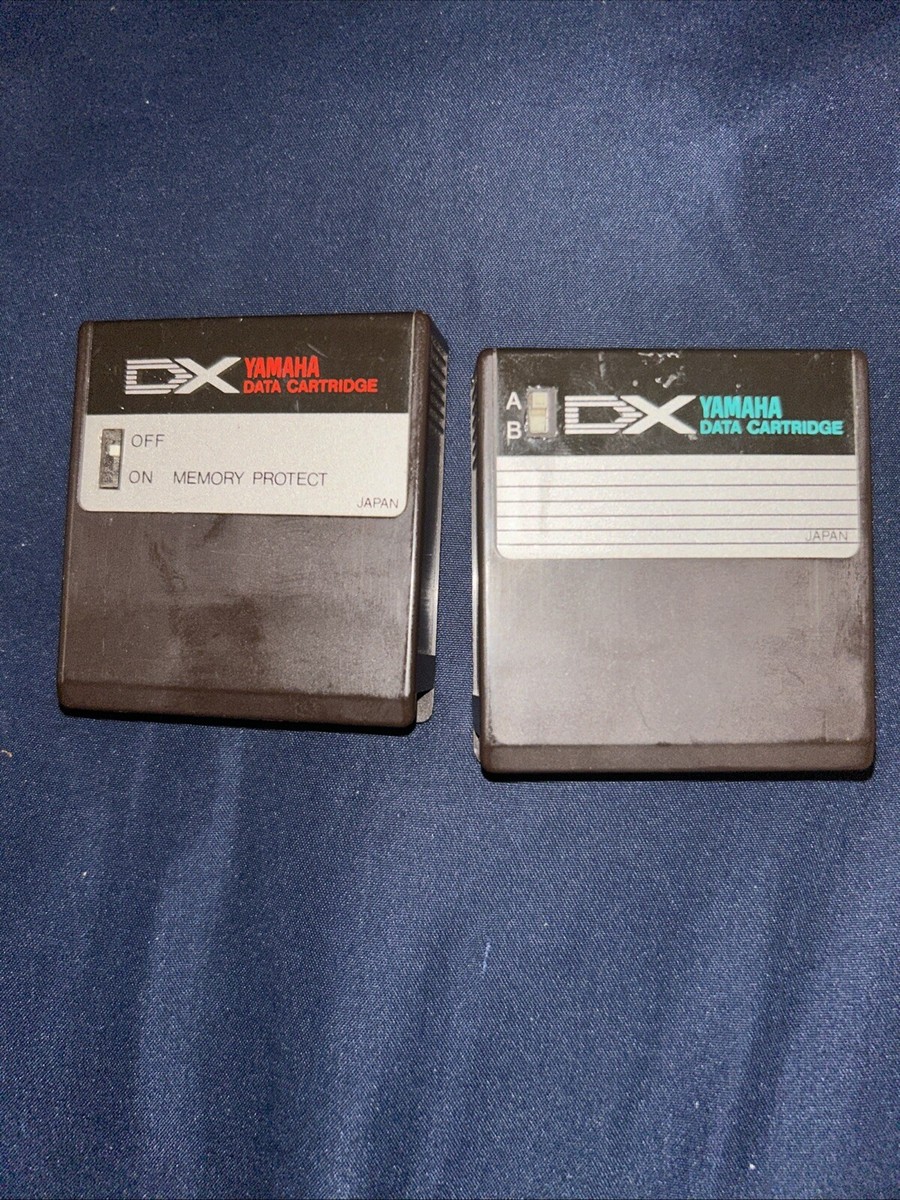 DX YAMAHA
DATA CARTRIDGE
OFF
ON MEMORY PROTECT
JAPAN
A
B
DX YAMAHA
DATA CARTRIDGE
JAPAN